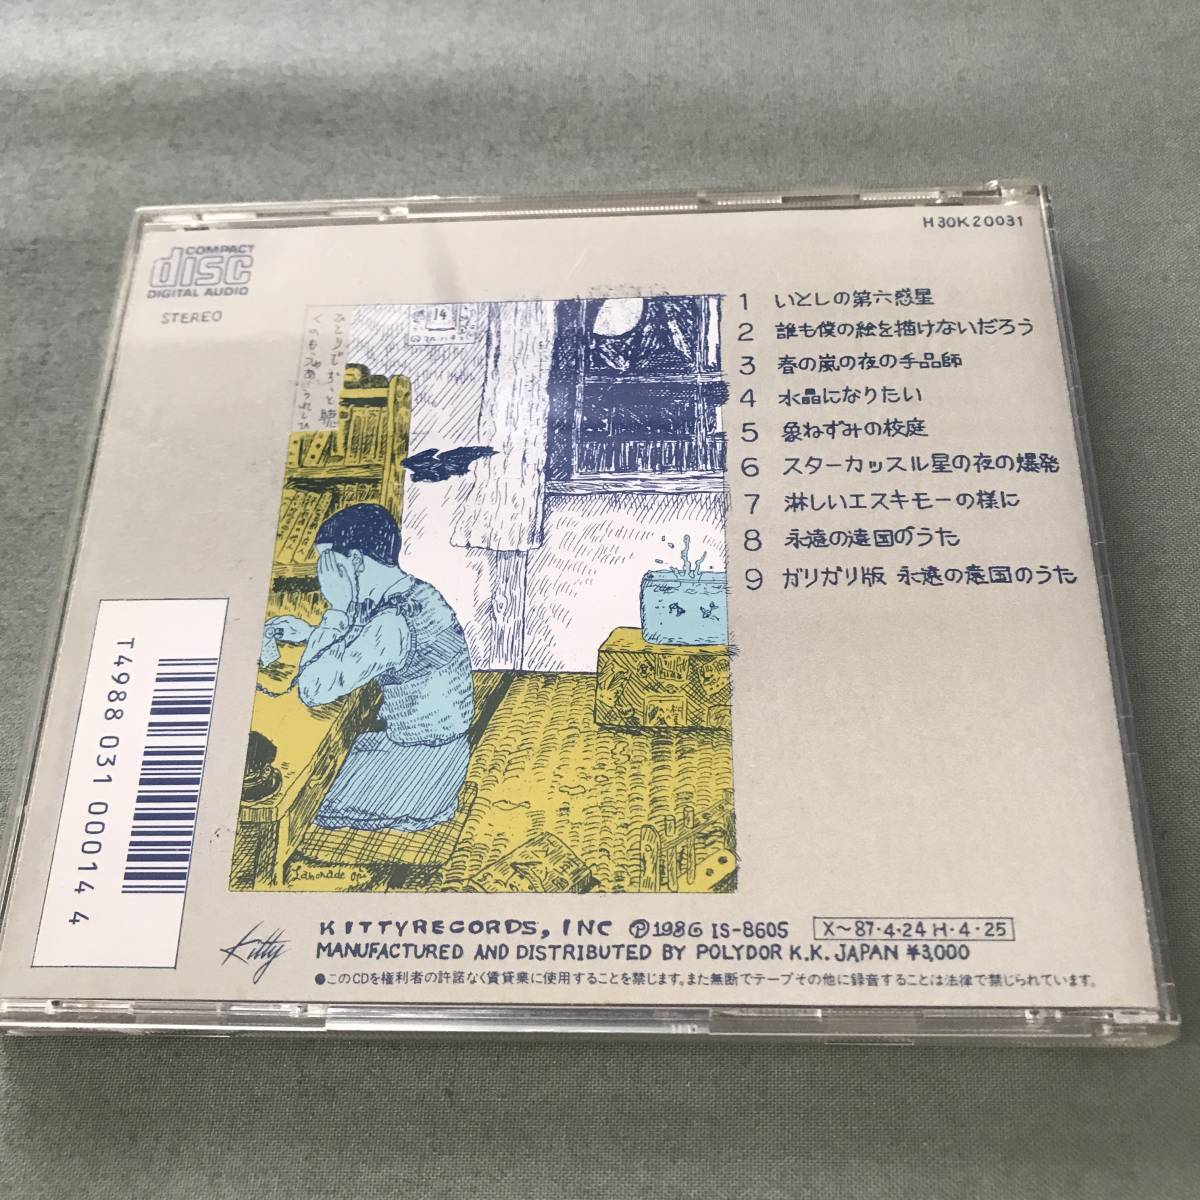 H30K20031
COMPACT
disc
DIGITAL AUDIO
STEREO
14
ひとりで
1 いとしの第六惑星
2 誰も僕の絵を描けないだろう
3 春の嵐の夜の手品師
4 水晶になりたい
5 象ねずみの校庭
6 スターカッスル星の夜の爆発
7 淋しいエスキモーの様に
8 永遠の遠国のうた
9 ガリガリ版 永遠の遠国のうた
T4988 031 00014 4
Kitty
KITTY RECORDS, INC Ⓟ1986 IS-8605 X～87・4・24 H・4・25
MANUFACTURED AND DISTRIBUTED BY POLYDOR K.K. JAPAN ¥3,000
●このCDを権利者の許諾なく賃貸業に使用することを禁じます。また無断でテープその他に録音することは法律で禁じられています。